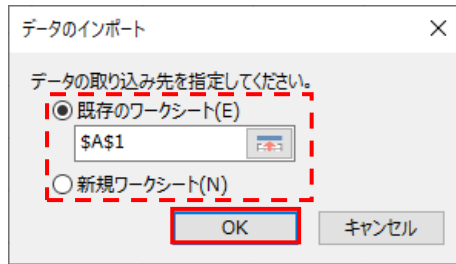 データのインポート
データの取り込み先を指定してください。
既存のワークシート(E)
$A$1
新規ワークシート(N)
OK キャンセル